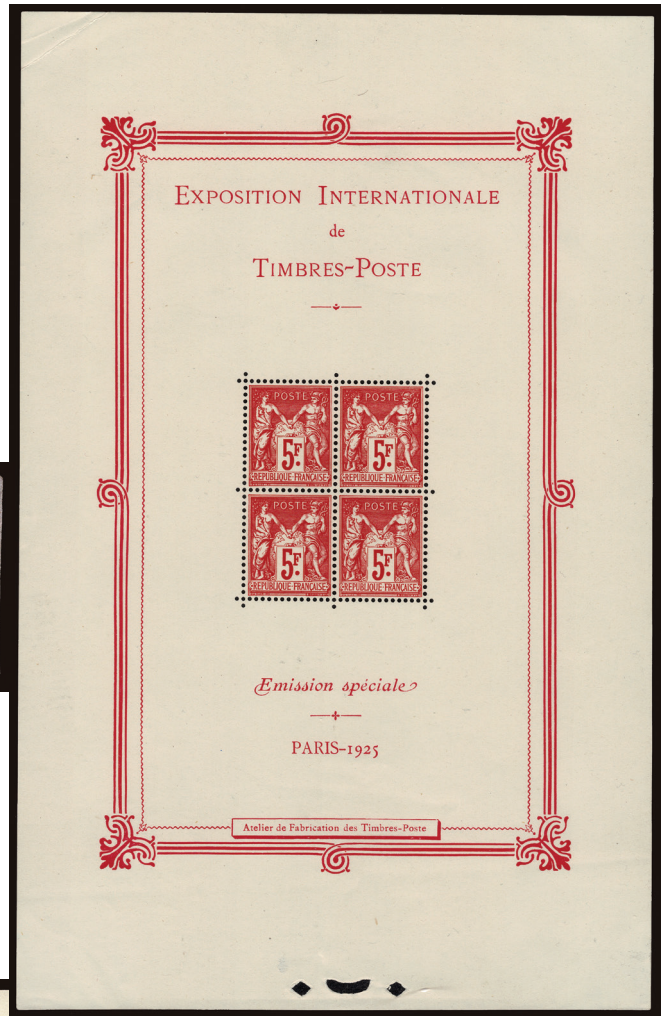 EXPOSITION INTERNATIONALE
de
TIMBRES-POSTE
POSTE
5F
REPUBLIQUE FRANÇAISE
POSTE
5F
REPUBLIQUE FRANÇAISE
POSTE
5F
REPUBLIQUE FRANÇAISE
POSTE
5F
REPUBLIQUE FRANÇAISE
Emission spéciale
PARIS-1925
Atelier de Fabrication des Timbres-Poste